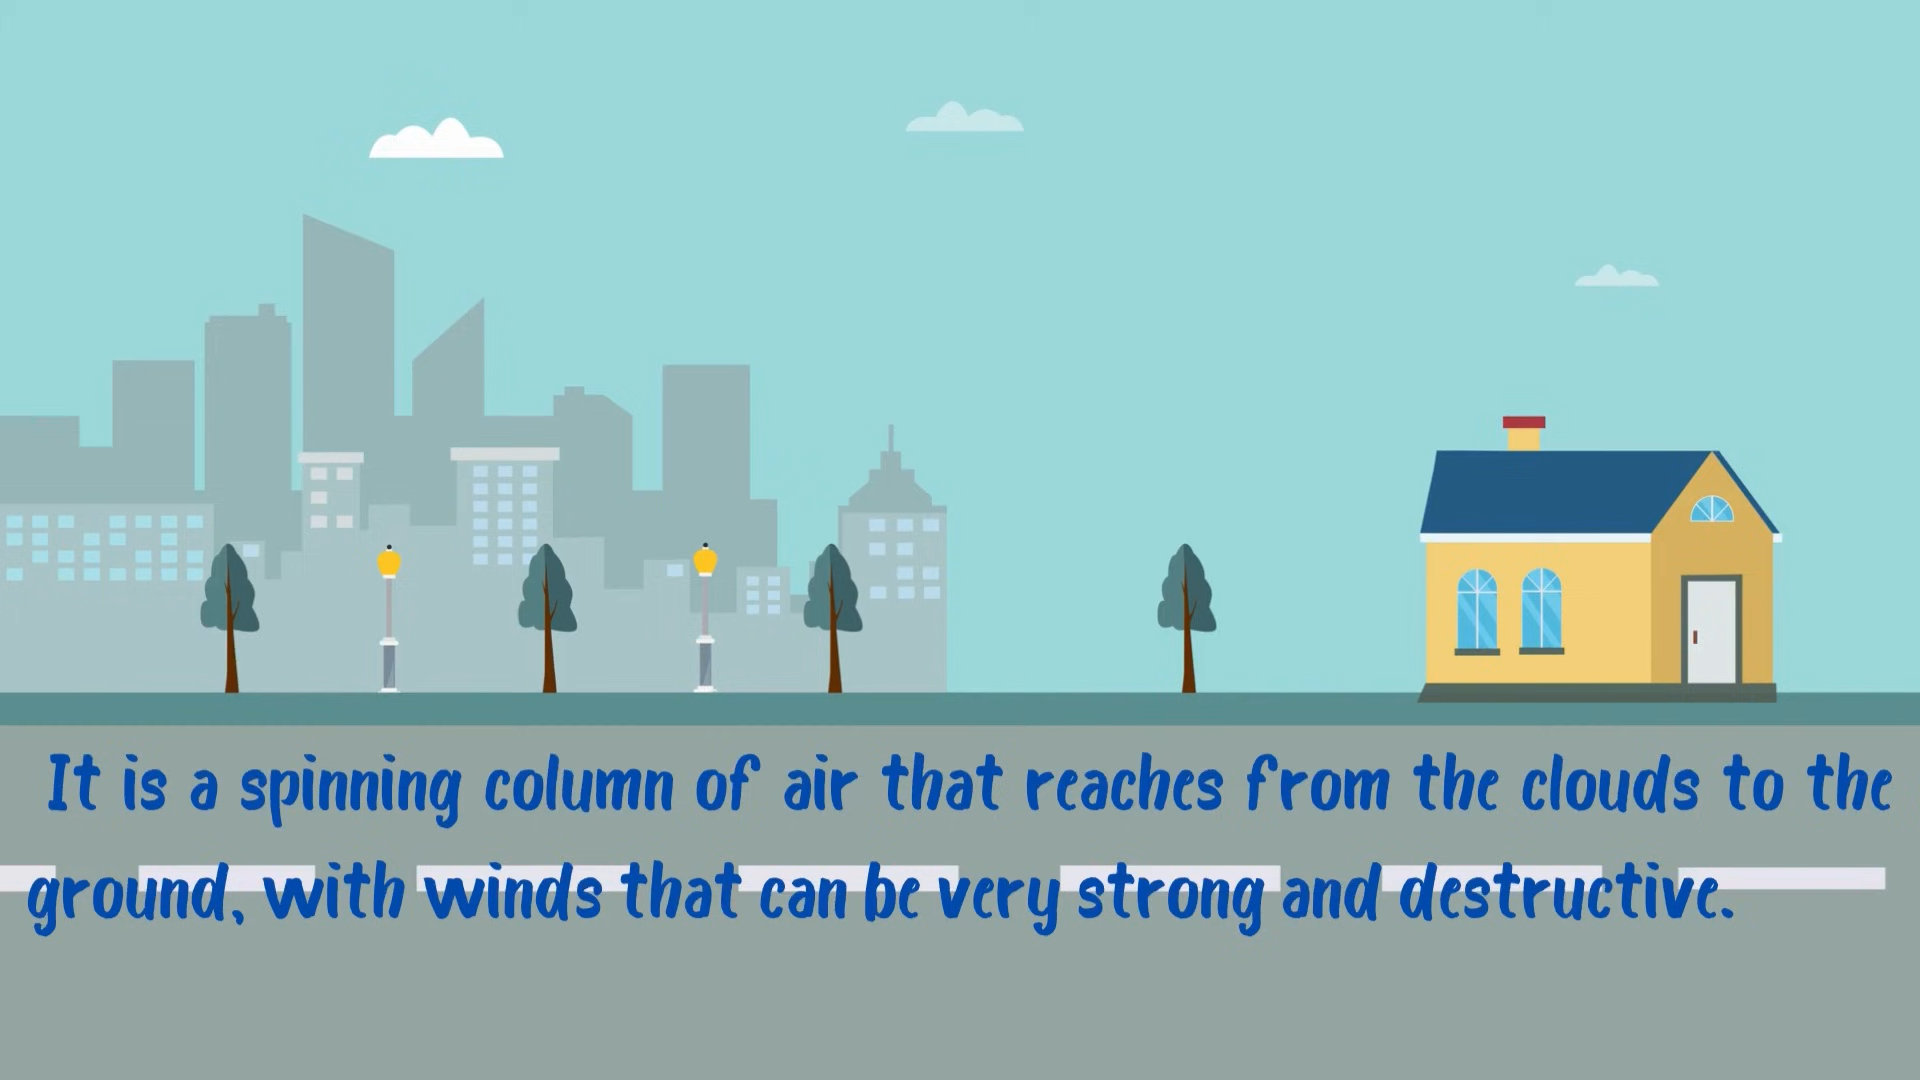 It is a spinning column of air that reaches from the clouds to the
ground, with winds that can be very strong and destructive.